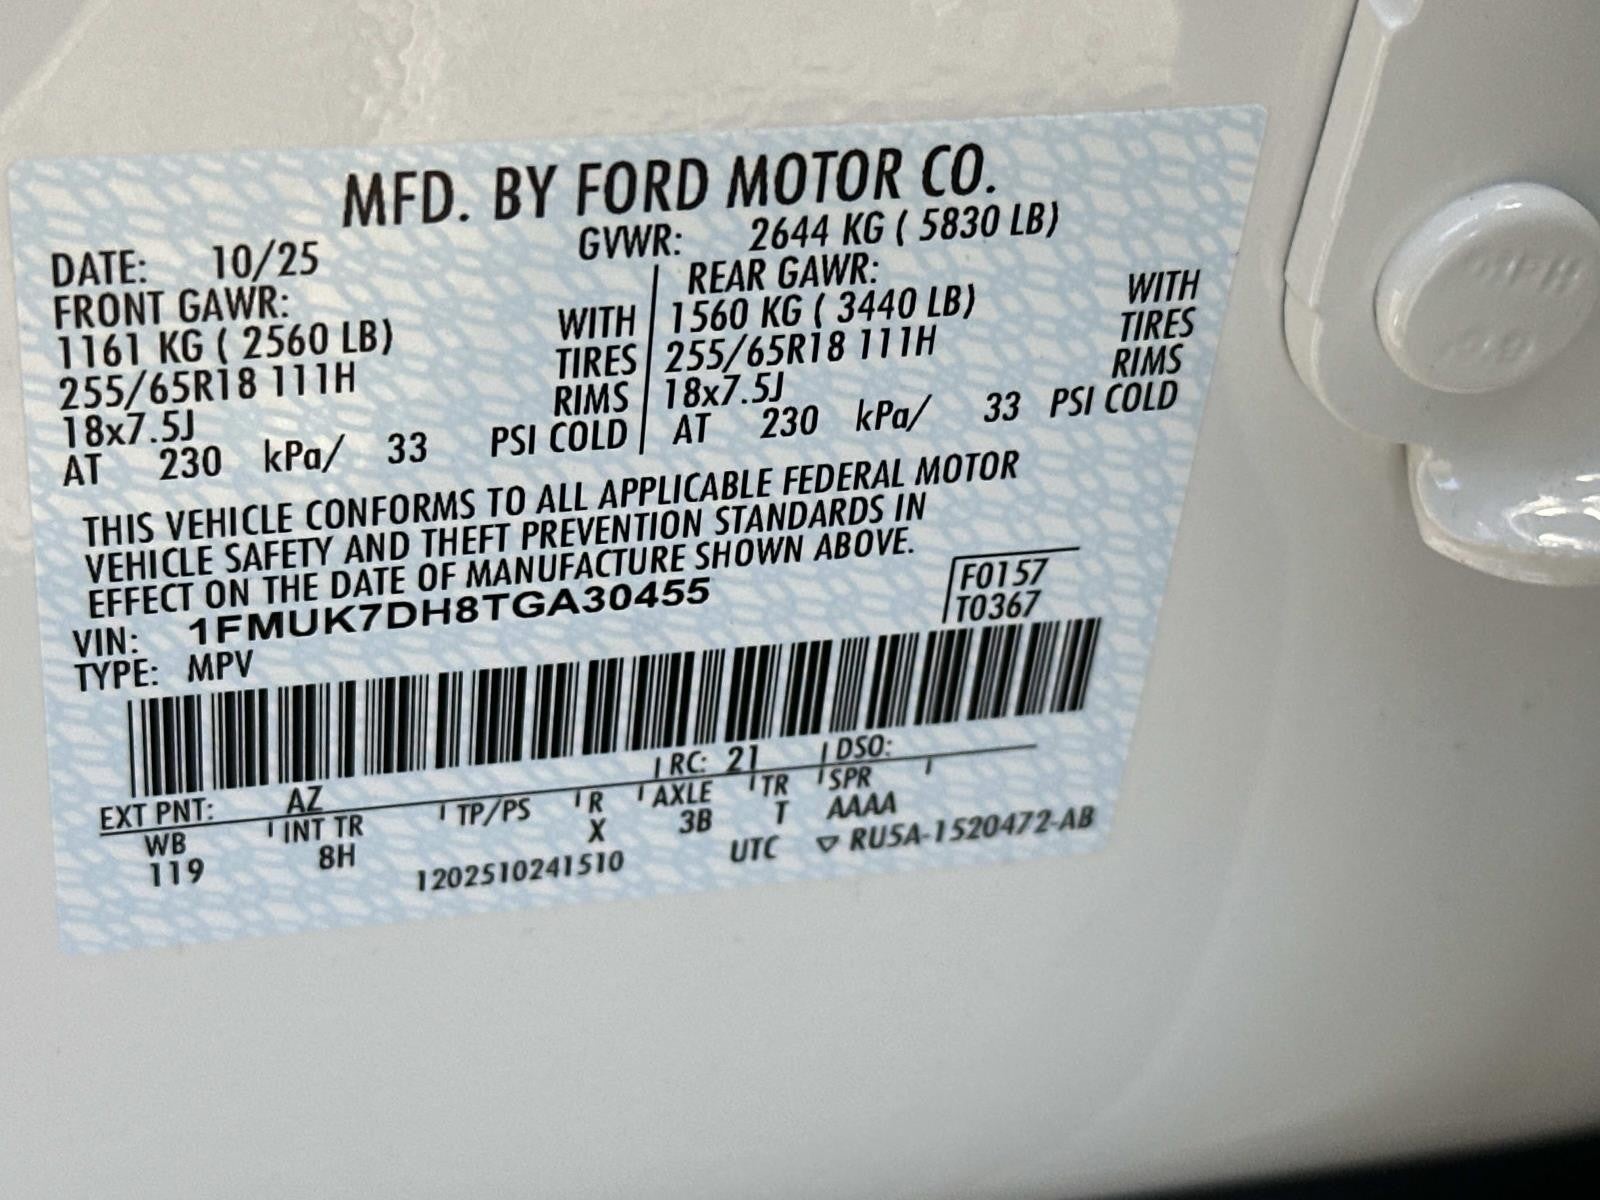 MFD. BY FORD MOTOR CO.
DATE: 10/25 GVWR: 2644 KG ( 5830 LB)
FRONT GAWR: REAR GAWR:
1161 KG ( 2560 LB) WITH 1560 KG ( 3440 LB) WITH
255/65R18 111H TIRES 255/65R18 111H TIRES
18x7.5J RIMS 18x7.5J RIMS
AT 230 kPa/ 33 PSI COLD AT 230 kPa/ 33 PSI COLD
THIS VEHICLE CONFORMS TO ALL APPLICABLE FEDERAL MOTOR
VEHICLE SAFETY AND THEFT PREVENTION STANDARDS IN
EFFECT ON THE DATE OF MANUFACTURE SHOWN ABOVE.
VIN: 1FMUK7DH8TGA30455 F0157
TYPE: MPV T0367
EXT PNT: AZ RC: 21 DSO:
WB INT TR TP/PS R AXLE TR SPR
119 8H X 3B T AAAA
1202510241510 UTC ▽ RU5A-1520472-AB